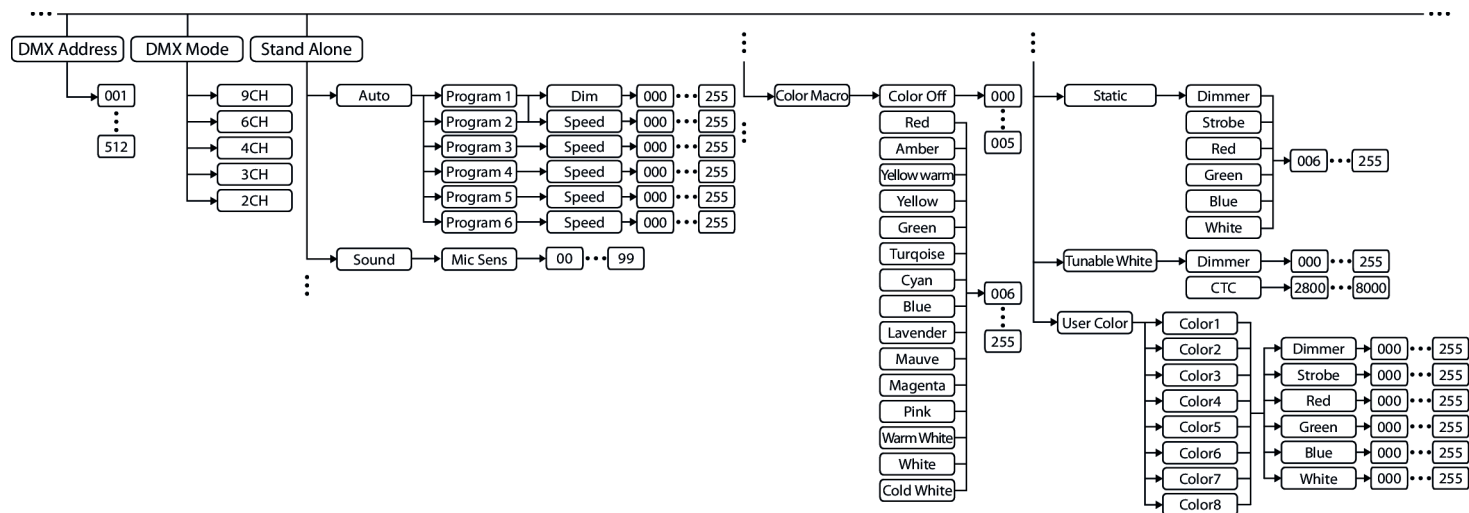 DMX Address
001
512
DMX Mode
9CH
6CH
4CH
3CH
2CH
Stand Alone
Auto
Program 1 Dim 000 255
Program 2 Speed 000 255
Program 3 Speed 000 255
Program 4 Speed 000 255
Program 5 Speed 000 255
Program 6 Speed 000 255
Sound Mic Sens 00 99
Color Macro
Color Off 000
005
Red
Amber
Yellow warm
Yellow
Green
Turqoise
Cyan
Blue
Lavender
Mauve
Magenta
Pink
Warm White
White
Cold White
006
255
Static
Dimmer
Strobe
Red
Green
Blue
White
006 255
Tunable White
Dimmer 000 255
CTC 2800 8000
User Color
Color1
Color2
Color3
Color4
Color5
Color6
Color7
Color8
Dimmer 000 255
Strobe 000 255
Red 000 255
Green 000 255
Blue 000 255
White 000 255